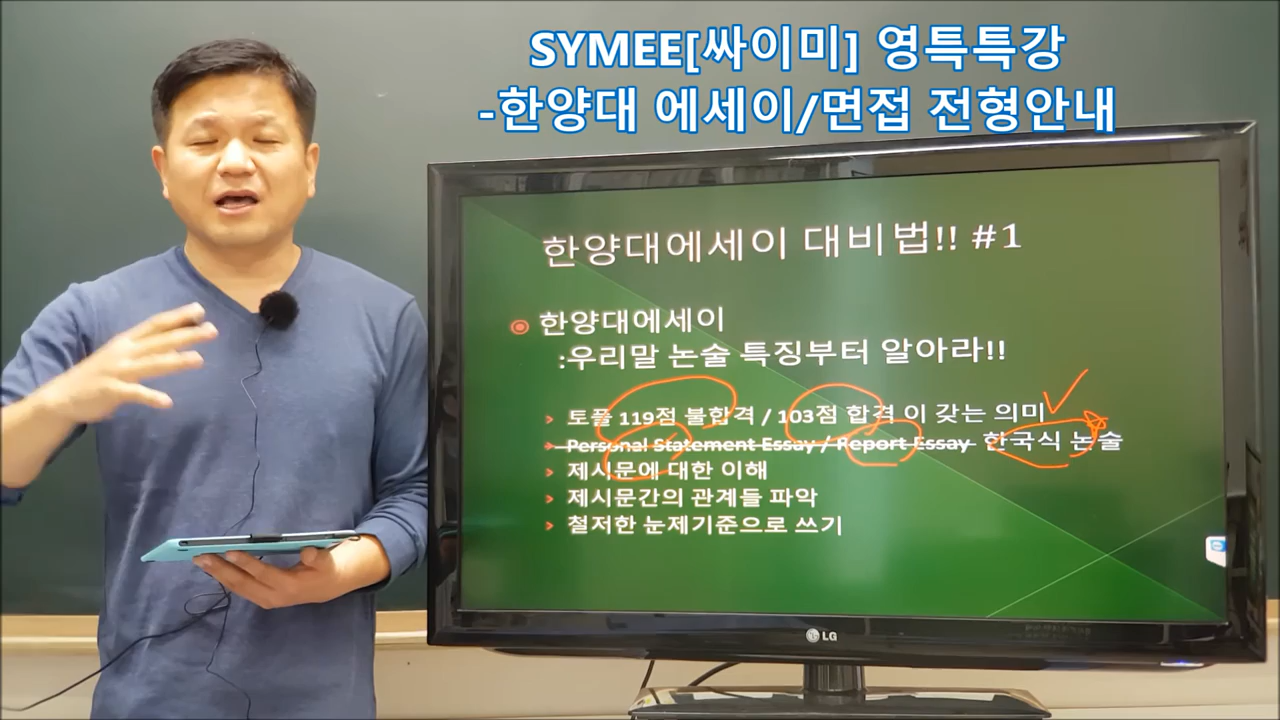 SYMEE[싸이미] 영특특강
-한양대 에세이/면접 전형안내
한양대에세이 대비법!! #1
한양대에세이
:우리말 논술 특징부터 알아라!!
토플 119점 불합격 / 103점 합격 이 갖는 의미
Personal Statement Essay / Report Essay 한국식 논술
제시문에 대한 이해
제시문간의 관계들 파악
철저한 눈제기준으로 쓰기
LG